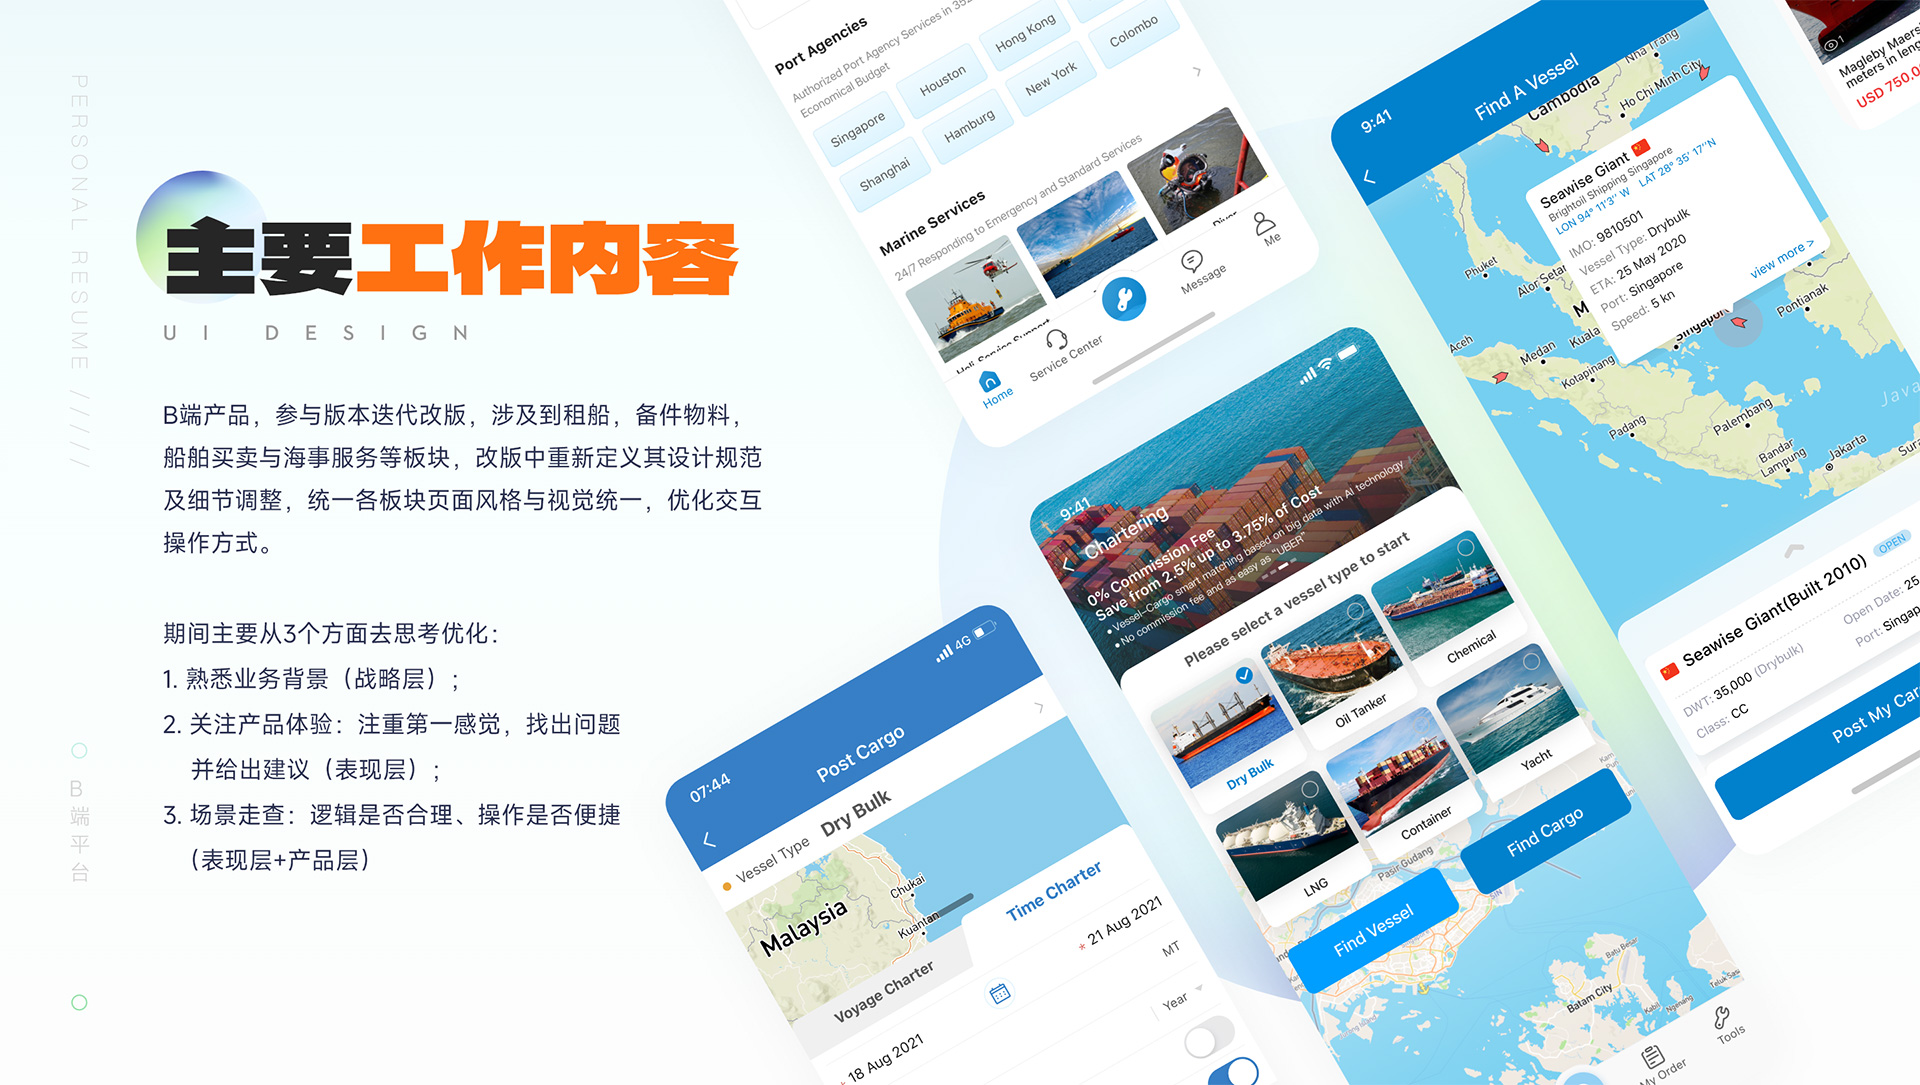 PERSONAL RESUME /////
主要工作内容
UI DESIGN
B端产品，参与版本迭代改版，涉及到租船，备件物料，
船舶买卖与海事服务等板块，改版中重新定义其设计规范
及细节调整，统一各板块页面风格与视觉统一，优化交互
操作方式。
期间主要从3个方面去思考优化：
1. 熟悉业务背景（战略层）；
2. 关注产品体验：注重第一感觉，找出问题
并给出建议（表现层）；
3. 场景走查：逻辑是否合理、操作是否便捷
（表现层+产品层）
B端平台
Port Agencies
Authorized Port Agency Services in
Economical Budget
Singapore
Houston
Hong Kong
Shanghai
Hamburg
New York
Colombo
Marine Services
24/7 Responding to Emergency and Standard Services
Home
Service Center
Message
Me
9:41
Find A Vessel
Cambodia
Nha Trang
Ho Chi Minh City
Seawise Giant
Brightoil Shipping Singapore
LON 94° 11'3'' W LAT 28° 35' 17''N
IMO: 9810501
Vessel Type: Drybulk
ETA: 25 May 2020
Port: Singapore
Speed: 5 kn
view more >
Phuket
Alor Setar
Aceh
Medan
Kuala
Kotapinang
Singapore
Pontianak
Padang
Palembang
Bandar
Lampung
Jakarta
Java
Seawise Giant(Built 2010)
OPEN
DWT: 35,000 (Drybulk)
Open Date: 25
Class: CC
Port: Singap
Post My Car
1
Magleby Maers
meters in leng
USD 750.0
9:41
Chartering
0% Commission Fee
Save from 2.5% up to 3.75% of Cost
• Vessel-Cargo smart matching based on big data with AI technology
• No commission fee and as easy as "UBER"
Please select a vessel type to start
Dry Bulk
Oil Tanker
Chemical
LNG
Container
Yacht
Find Vessel
Find Cargo
Pasir Gudang
Batam City
Batu Besar
Kabil
Ngenang
My Order
Tools
07:44
4G
Post Cargo
Vessel Type
Dry Bulk
Malaysia
Chukai
Kuantan
Voyage Charter
Time Charter
* 18 Aug 2021
* 21 Aug 2021
MT
Year